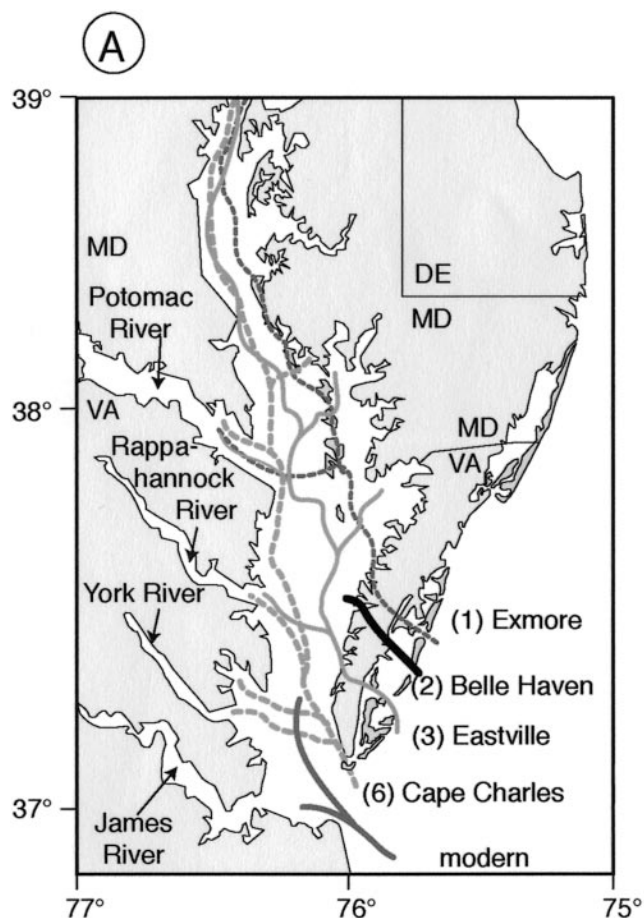 A
39°
MD
DE
MD
Potomac
River
38°
VA
MD
VA
Rappa-
hannock
River
York River
(1) Exmore
(2) Belle Haven
(3) Eastville
(6) Cape Charles
37°
James
River
modern
77°
76°
75°